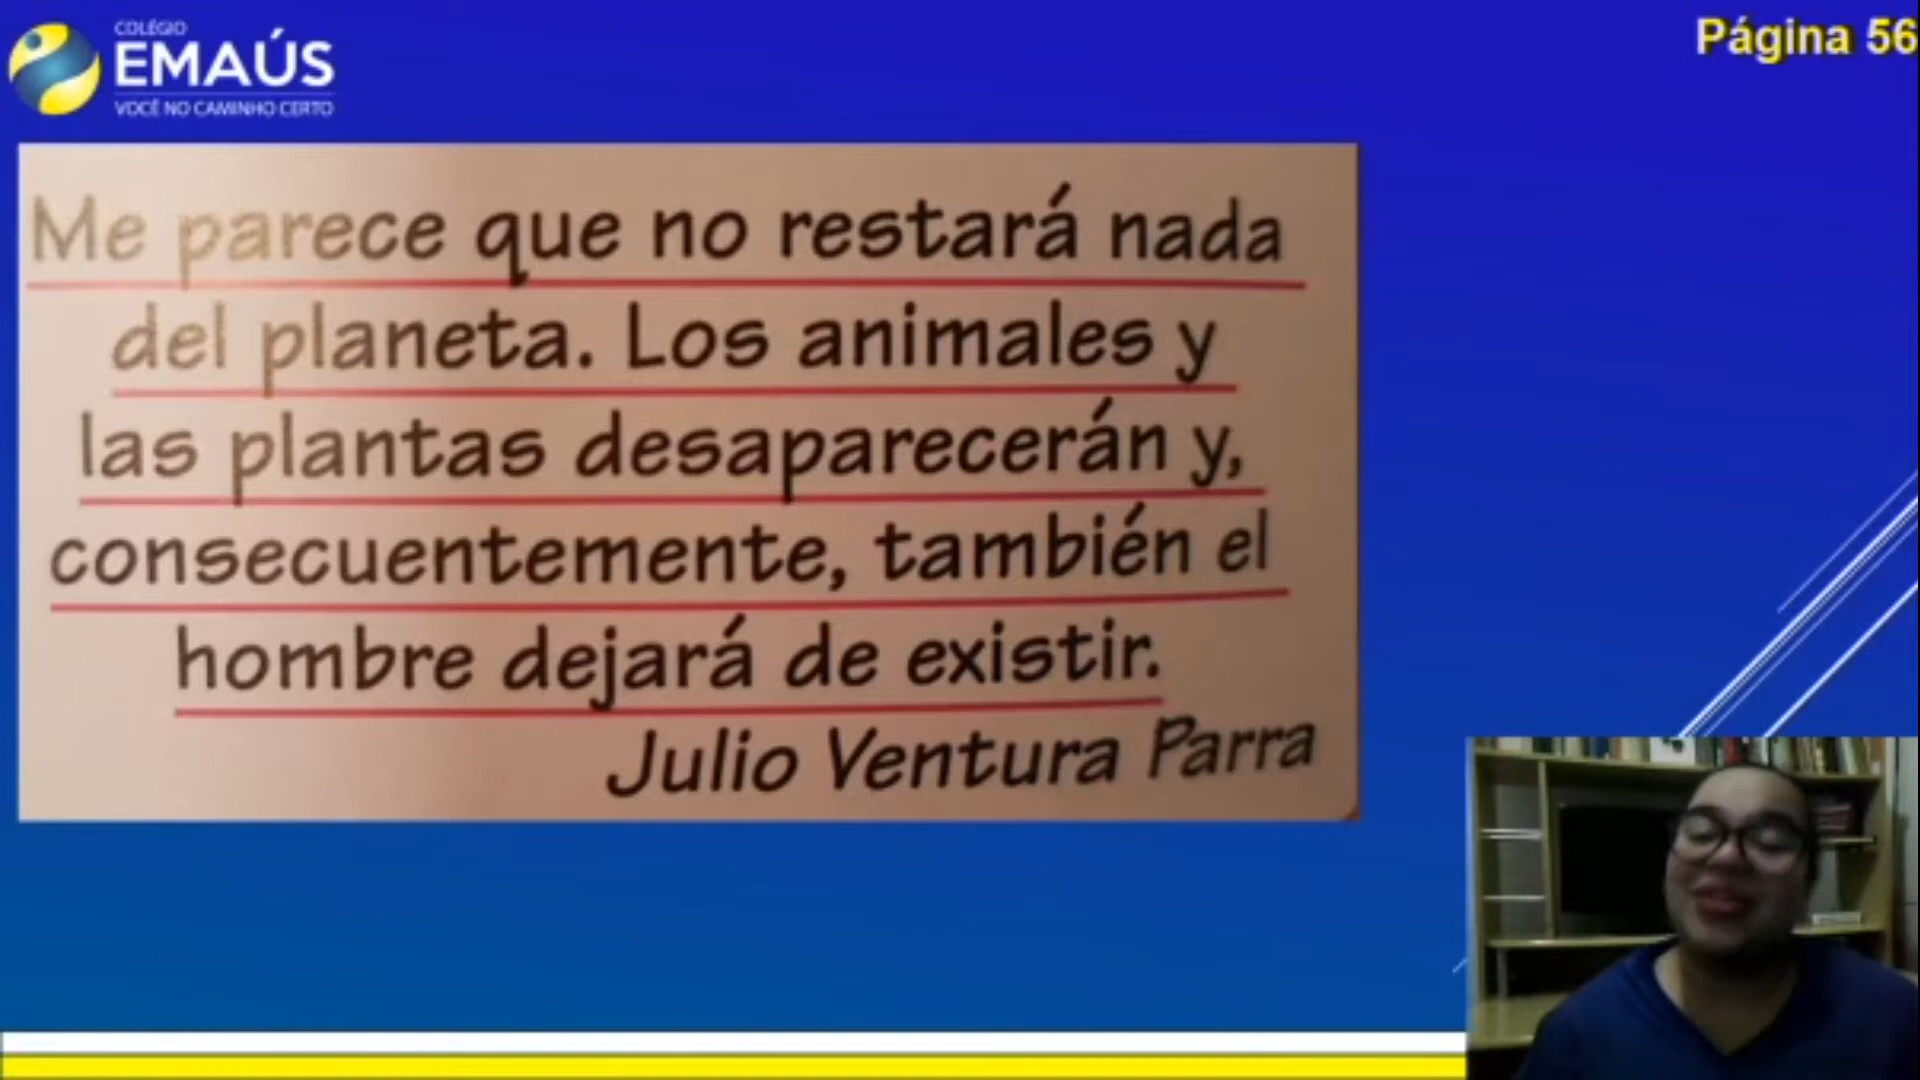 COLÉGIO
EMAÚS
VOCÊ NO CAMINHO CERTO
Página 56
Me parece que no restará nada
del planeta. Los animales y
las plantas desaparecerán y,
consecuentemente, también el
hombre dejará de existir.
Julio Ventura Parra